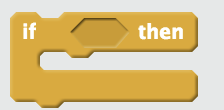 if then